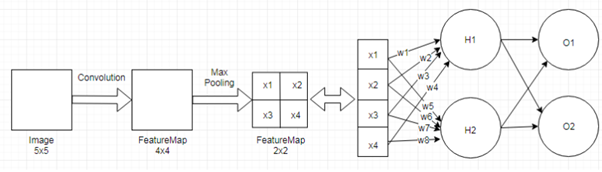 Convolution
Max
Pooling
Image
5x5
FeatureMap
4x4
x1 x2
x3 x4
FeatureMap
2x2
x1
x2
x3
x4
w1
w2
w3
w4
w5
w6
w7
w8
H1
H2
O1
O2